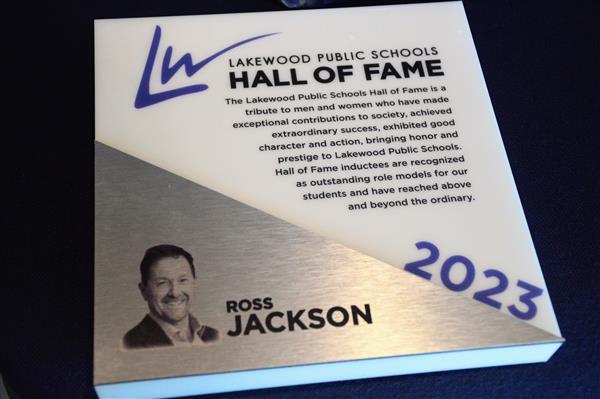 Lw
LAKEWOOD PUBLIC SCHOOLS
HALL OF FAME
The Lakewood Public Schools Hall of Fame is a
tribute to men and women who have made
exceptional contributions to society, achieved
extraordinary success, exhibited good
character and action, bringing honor and
prestige to Lakewood Public Schools.
Hall of Fame inductees are recognized
as outstanding role models for our
students and have reached above
and beyond the ordinary.
2023
ROSS
JACKSON